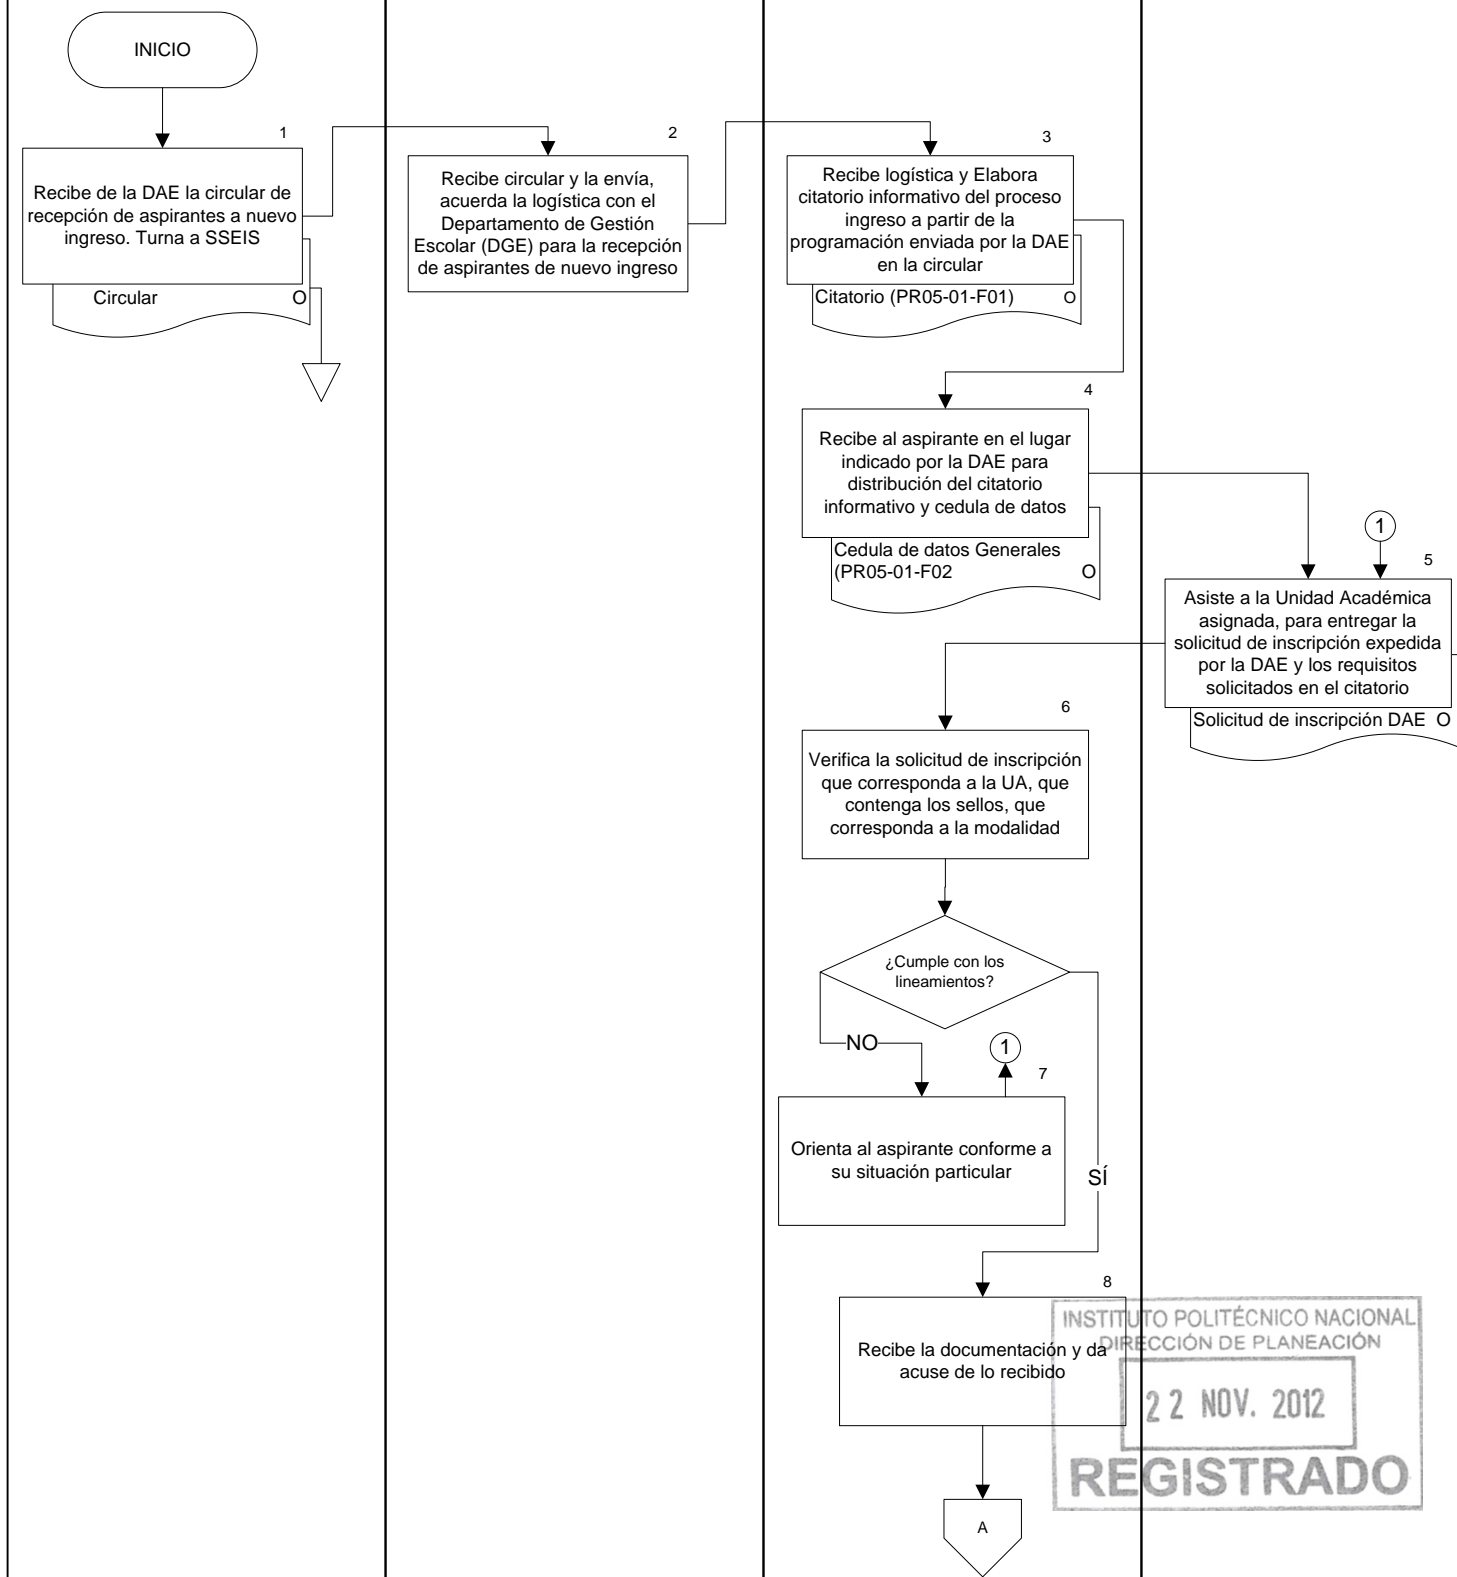 INICIO
1
Recibe de la DAE la circular de
recepción de aspirantes a nuevo
ingreso. Turna a SSEIS
Circular O
2
Recibe circular y la envía,
acuerda la logística con el
Departamento de Gestión
Escolar (DGE) para la recepción
de aspirantes de nuevo ingreso
3
Recibe logística y Elabora
citatorio informativo del proceso
ingreso a partir de la
programación enviada por la DAE
en la circular
Citatorio (PR05-01-F01) O
4
Recibe al aspirante en el lugar
indicado por la DAE para
distribución del citatorio
informativo y cedula de datos
Cedula de datos Generales
(PR05-01-F02 O
1
5
Asiste a la Unidad Académica
asignada, para entregar la
solicitud de inscripción expedida
por la DAE y los requisitos
solicitados en el citatorio
Solicitud de inscripción DAE O
6
Verifica la solicitud de inscripción
que corresponda a la UA, que
contenga los sellos, que
corresponda a la modalidad
¿Cumple con los
lineamientos?
NO
1
7
Orienta al aspirante conforme a
su situación particular
SÍ
8
Recibe la documentación y da
acuse de lo recibido
A
INSTITUTO POLITÉCNICO NACIONAL
DIRECCIÓN DE PLANEACIÓN
22 NOV. 2012
REGISTRADO